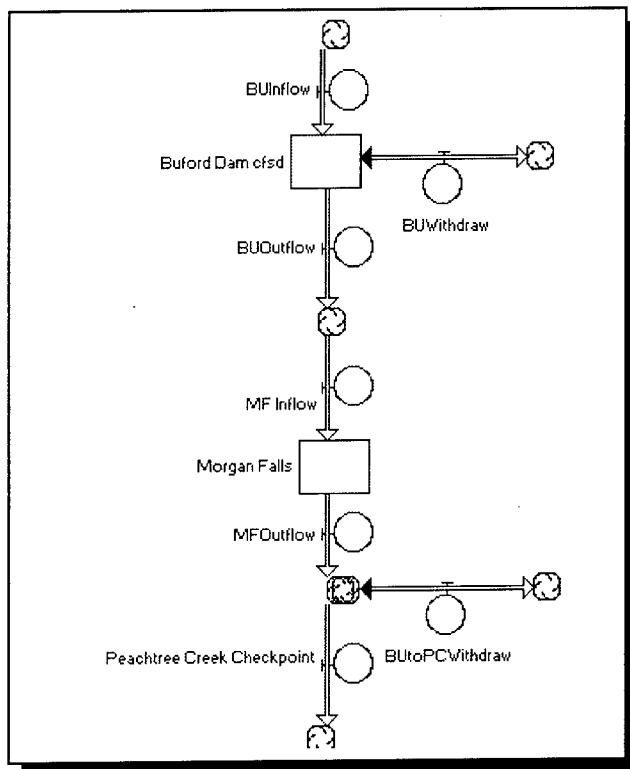 BUInflow
Buford Dam cfsd
BUWithdraw
BUOutflow
MF Inflow
Morgan Falls
MFOutflow
Peachtree Creek Checkpoint
BUtoPCWithdraw